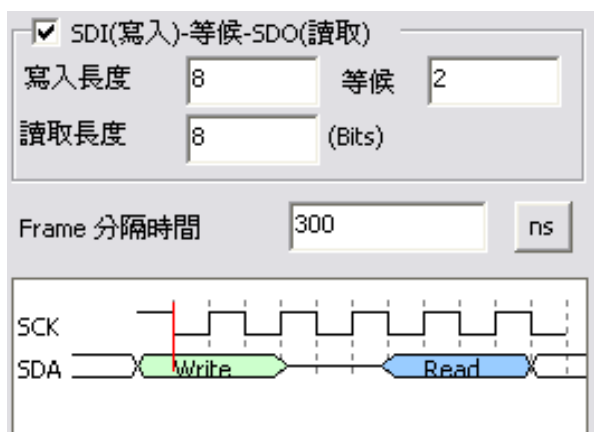 SDI(寫入)-等候-SDO(讀取)
寫入長度 8 等候 2
讀取長度 8 (Bits)
Frame 分隔時間 300 ns
SCK
SDA Write Read